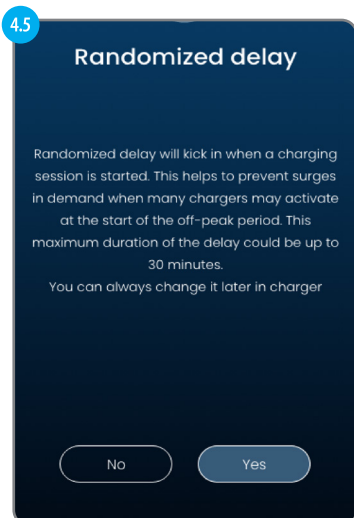 4.5
Randomized delay
Randomized delay will kick in when a charging
session is started. This helps to prevent surges
in demand when many chargers may activate
at the start of the off-peak period. This
maximum duration of the delay could be up to
30 minutes.
You can always change it later in charger
No
Yes